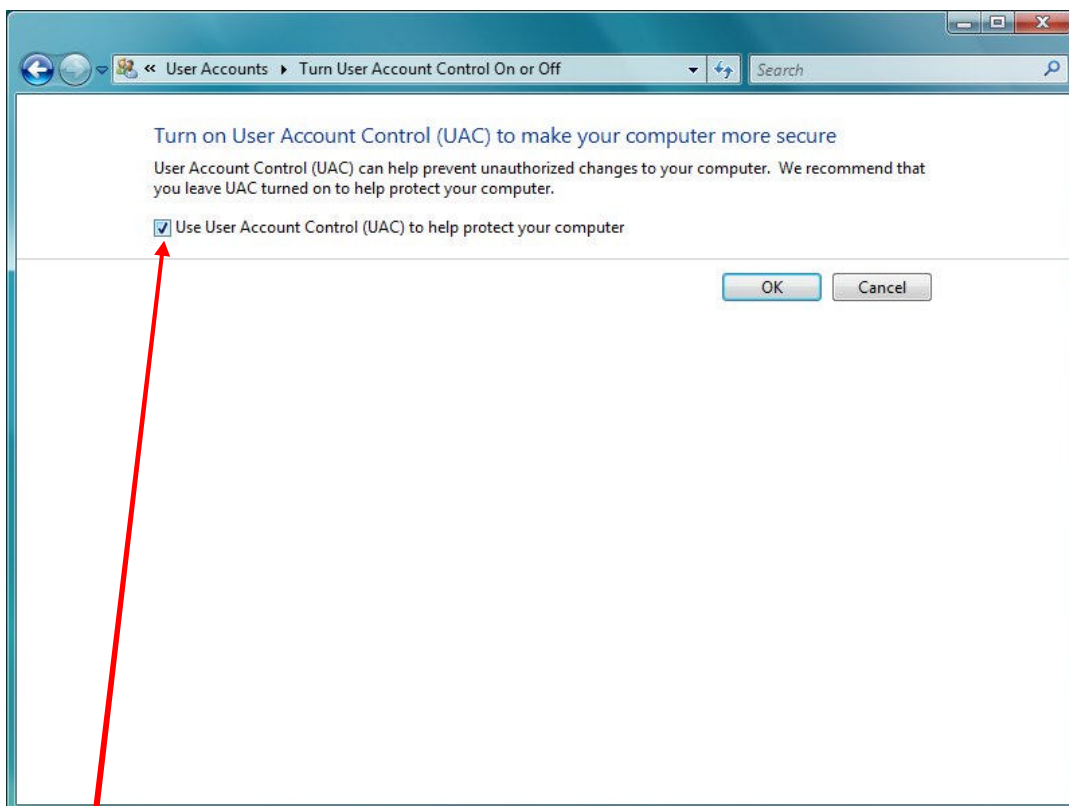 « User Accounts ▸ Turn User Account Control On or Off
Search
Turn on User Account Control (UAC) to make your computer more secure
User Account Control (UAC) can help prevent unauthorized changes to your computer. We recommend that
you leave UAC turned on to help protect your computer.
Use User Account Control (UAC) to help protect your computer
OK
Cancel